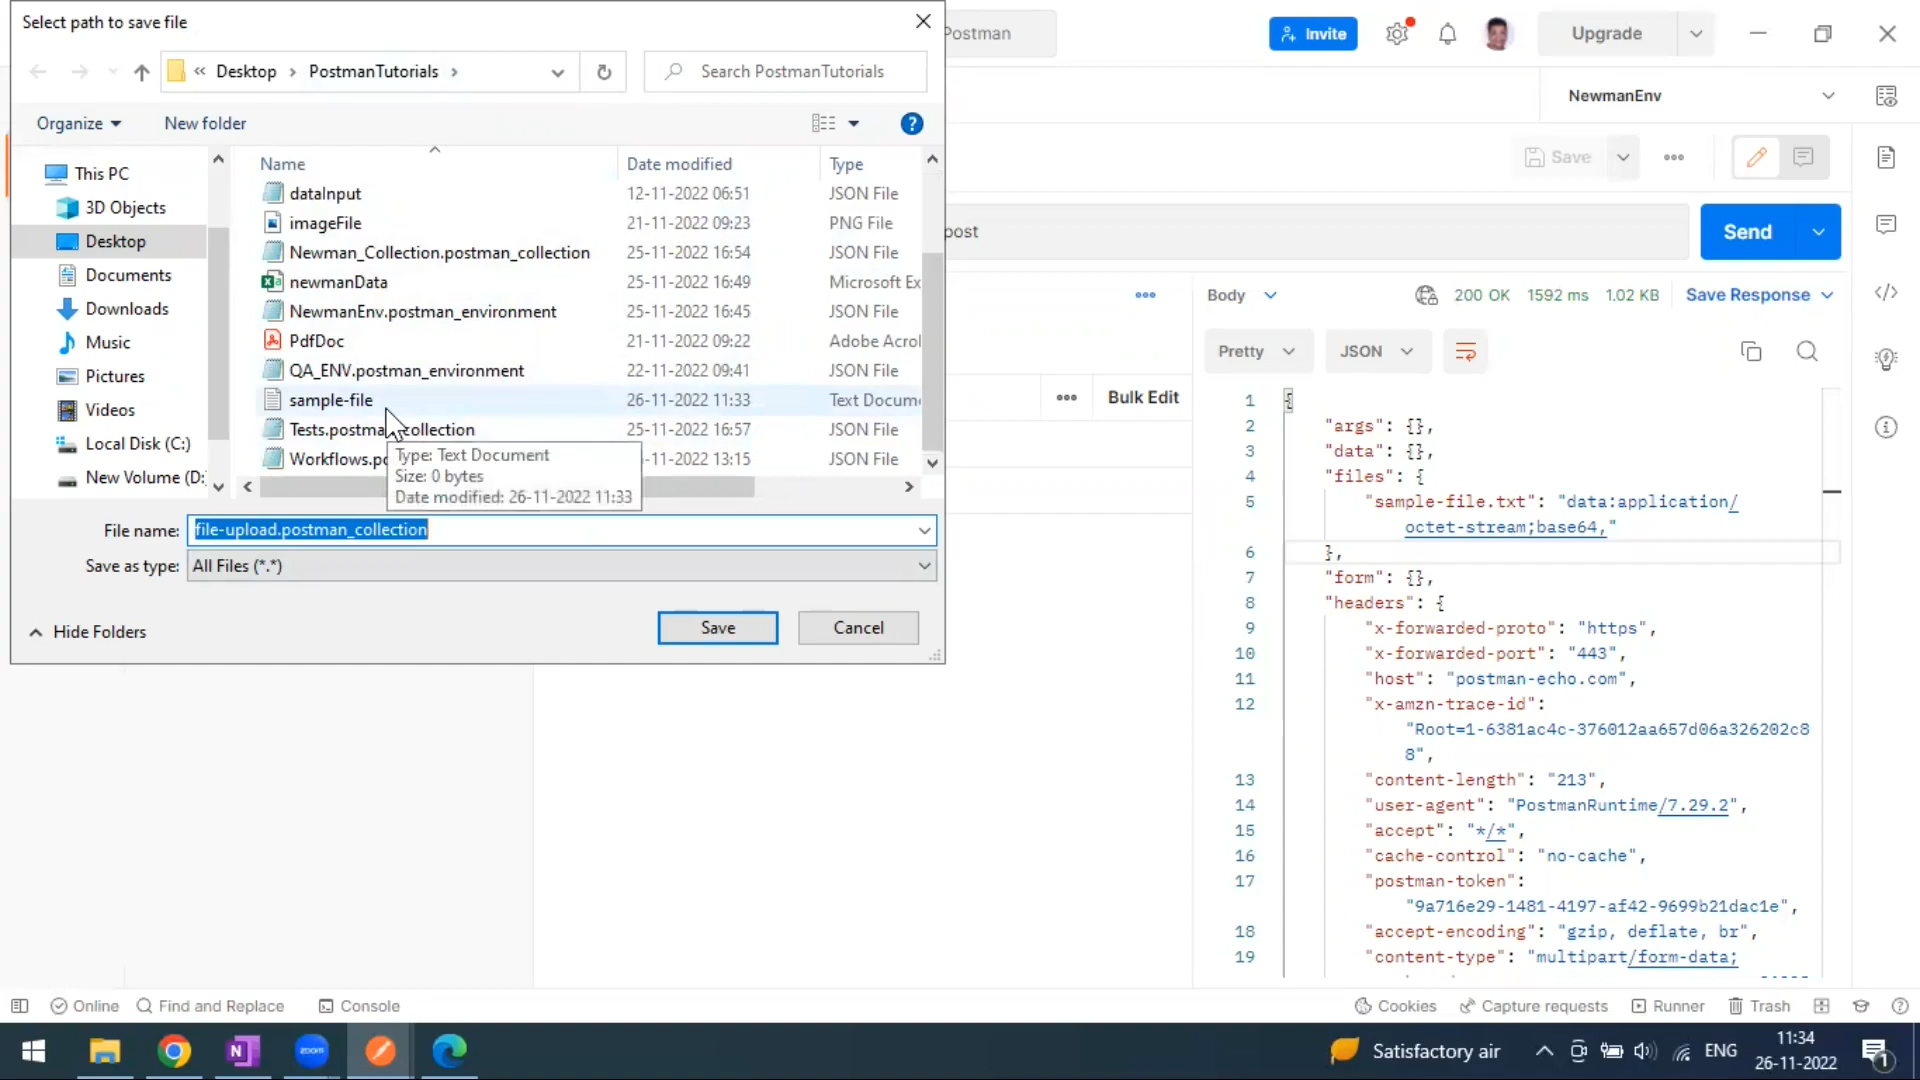 Select path to save file
Desktop
PostmanTutorials
Search PostmanTutorials
Organize
New folder
This PC
3D Objects
Desktop
Documents
Downloads
Music
Pictures
Videos
Local Disk (C:)
New Volume (D:
Name Date modified Type
dataInput 12-11-2022 06:51 JSON File
imageFile 21-11-2022 09:23 PNG File
Newman_Collection.postman_collection 25-11-2022 16:54 JSON File
newmanData 25-11-2022 16:49 Microsoft Ex
NewmanEnv.postman_environment 25-11-2022 16:45 JSON File
PdfDoc 21-11-2022 09:22 Adobe Acro
QA_ENV.postman_environment 22-11-2022 09:41 JSON File
sample-file 26-11-2022 11:33 Text Docum
Tests.postman_collection 25-11-2022 16:57 JSON File
Workflows.po -11-2022 13:15 JSON File
Type: Text Document
Size: 0 bytes
Date modified: 26-11-2022 11:33
File name: file-upload.postman_collection
Save as type: All Files (*.*)
Hide Folders
Save
Cancel
Postman
Invite
Upgrade
NewmanEnv
Save
post
Send
Body
200 OK 1592 ms 1.02 KB Save Response
Pretty
JSON
Bulk Edit
1 {
2 "args": {},
3 "data": {},
4 "files": {
5 "sample-file.txt": "data:application/
octet-stream;base64,"
6 },
7 "form": {},
8 "headers": {
9 "x-forwarded-proto": "https",
10 "x-forwarded-port": "443",
11 "host": "postman-echo.com",
12 "x-amzn-trace-id":
"Root=1-6381ac4c-376012aa657d06a326202c8
8",
13 "content-length": "213",
14 "user-agent": "PostmanRuntime/7.29.2",
15 "accept": "*/*",
16 "cache-control": "no-cache",
17 "postman-token":
"9a716e29-1481-4197-af42-9699b21dac1e",
18 "accept-encoding": "gzip, deflate, br",
19 "content-type": "multipart/form-data;
Online
Find and Replace
Console
Cookies
Capture requests
Runner
Trash
zoom
Satisfactory air
ENG
11:34
26-11-2022
1